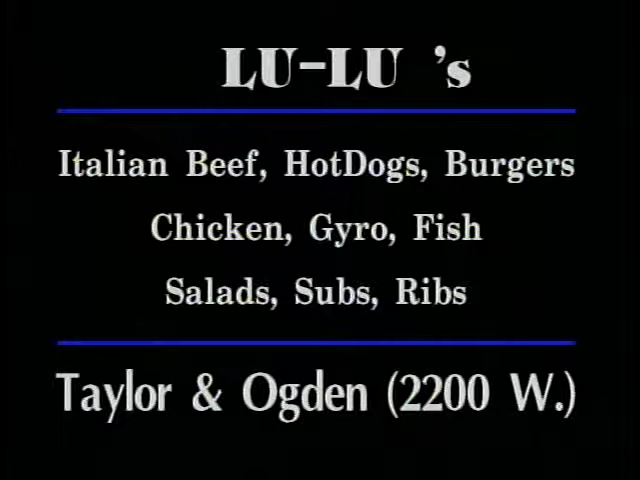 LU-LU 's
Italian Beef, HotDogs, Burgers
Chicken, Gyro, Fish
Salads, Subs, Ribs
Taylor & Ogden (2200 W.)